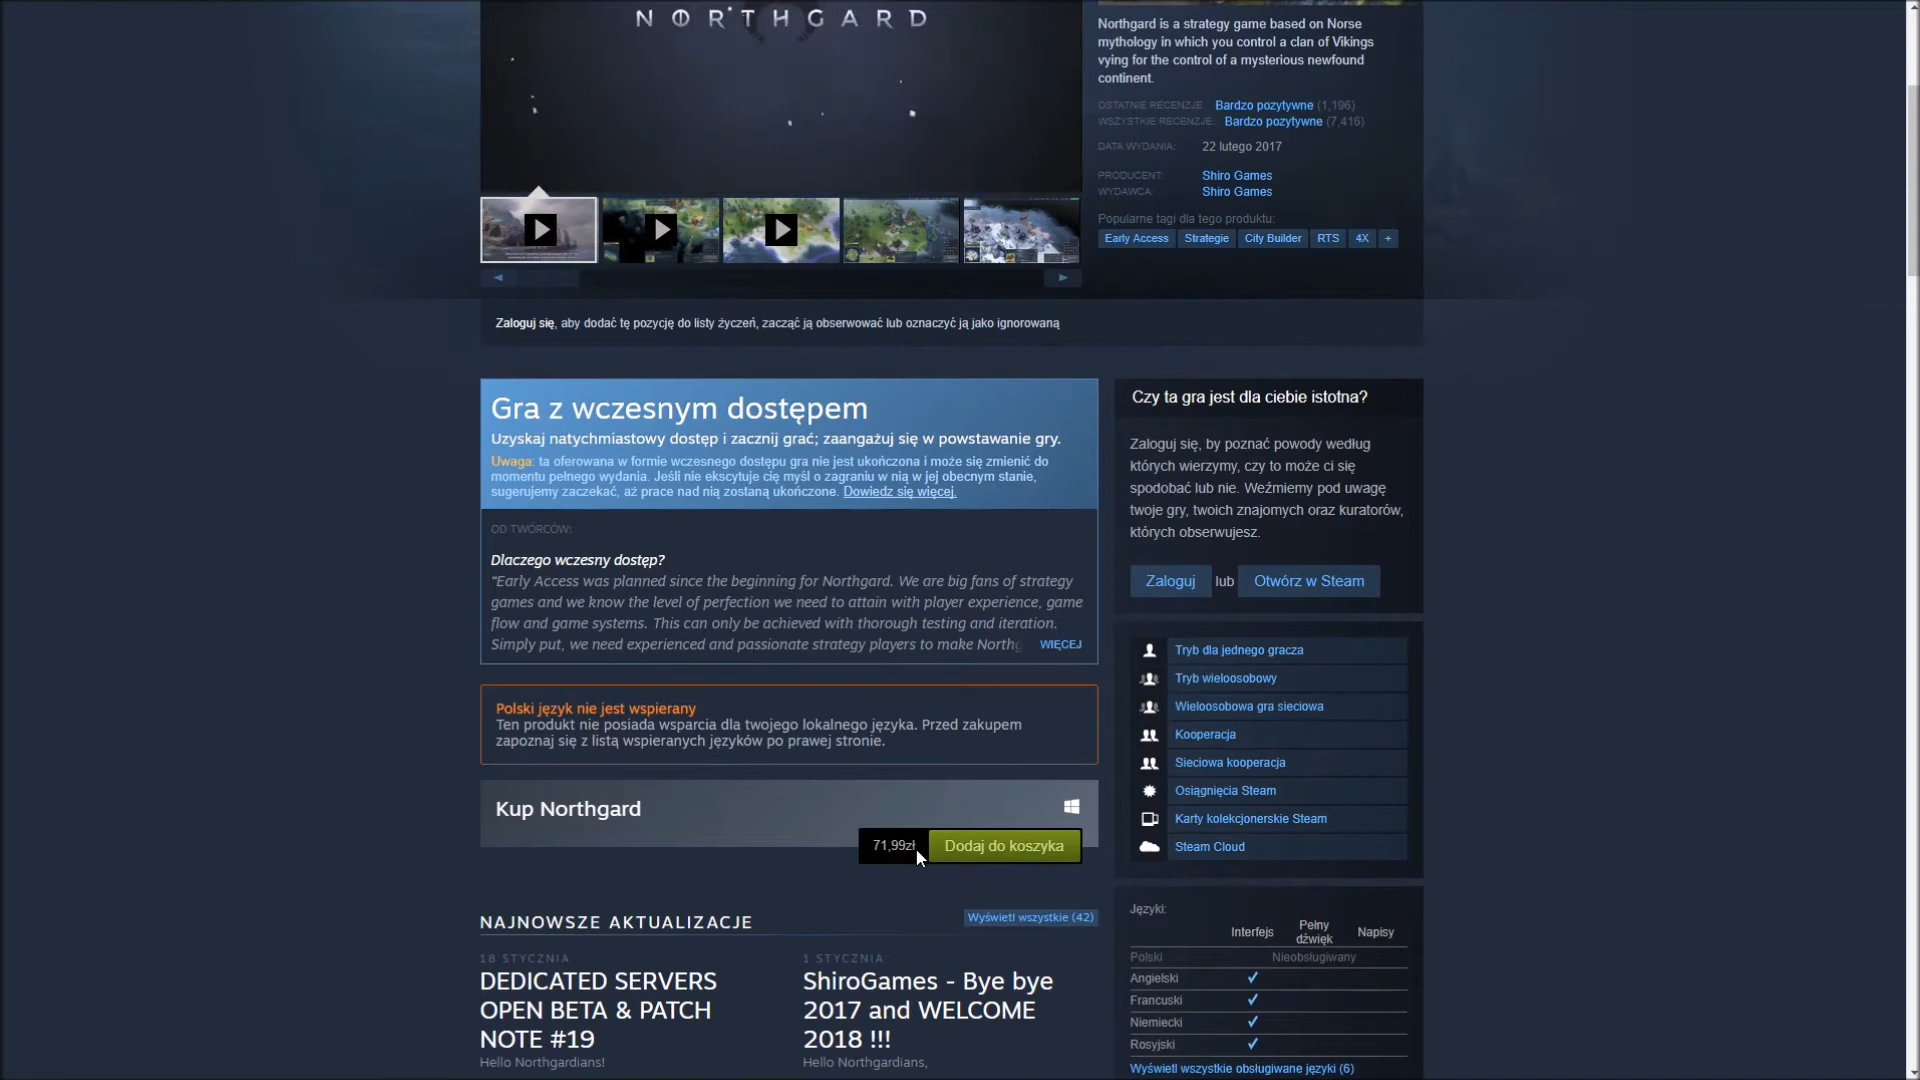 NORTHGARD
Northgard is a strategy game based on Norse
mythology in which you control a clan of Vikings
vying for the control of a mysterious newfound
continent.
OSTATNIE RECENZJE: Bardzo pozytywne (1,196)
WSZYSTKIE RECENZJE: Bardzo pozytywne (7,416)
DATA WYDANIA: 22 lutego 2017
PRODUCENT: Shiro Games
WYDAWCA: Shiro Games
Popularne tagi dla tego produktu:
Early Access Strategie City Builder RTS 4X +
Zaloguj się, aby dodać tę pozycję do listy życzeń, zacząć ją obserwować lub oznaczyć ją jako ignorowaną
Gra z wczesnym dostępem
Uzyskaj natychmiastowy dostęp i zacznij grać; zaangażuj się w powstawanie gry.
Uwaga: ta oferowana w formie wczesnego dostępu gra nie jest ukończona i może się zmienić do
momentu pełnego wydania. Jeśli nie ekscytuje cię myśl o zagraniu w nią w jej obecnym stanie,
sugerujemy zaczekać, aż prace nad nią zostaną ukończone. Dowiedz się więcej.
OD TWÓRCÓW:
Dlaczego wczesny dostęp?
“Early Access was planned since the beginning for Northgard. We are big fans of strategy
games and we know the level of perfection we need to attain with player experience, game
flow and game systems. This can only be achieved with thorough testing and iteration.
Simply put, we need experienced and passionate strategy players to make Northg WIĘCEJ
Polski język nie jest wspierany
Ten produkt nie posiada wsparcia dla twojego lokalnego języka. Przed zakupem
zapoznaj się z listą wspieranych języków po prawej stronie.
Kup Northgard
71,99zł Dodaj do koszyka
NAJNOWSZE AKTUALIZACJE Wyświetl wszystkie (42)
18 STYCZNIA
DEDICATED SERVERS
OPEN BETA & PATCH
NOTE #19
Hello Northgardians!
1 STYCZNIA
ShiroGames - Bye bye
2017 and WELCOME
2018 !!!
Hello Northgardians,
Czy ta gra jest dla ciebie istotna?
Zaloguj się, by poznać powody według
których wierzymy, czy to może ci się
spodobać lub nie. Weźmiemy pod uwagę
twoje gry, twoich znajomych oraz kuratorów,
których obserwujesz.
Zaloguj lub Otwórz w Steam
Tryb dla jednego gracza
Tryb wieloosobowy
Wieloosobowa gra sieciowa
Kooperacja
Sieciowa kooperacja
Osiągnięcia Steam
Karty kolekcjonerskie Steam
Steam Cloud
Języki:
Interfejs Pełny dźwięk Napisy
Polski Nieobsługiwany
Angielski ✓
Francuski ✓
Niemiecki ✓
Rosyjski ✓
Wyświetl wszystkie obsługiwane języki (6)